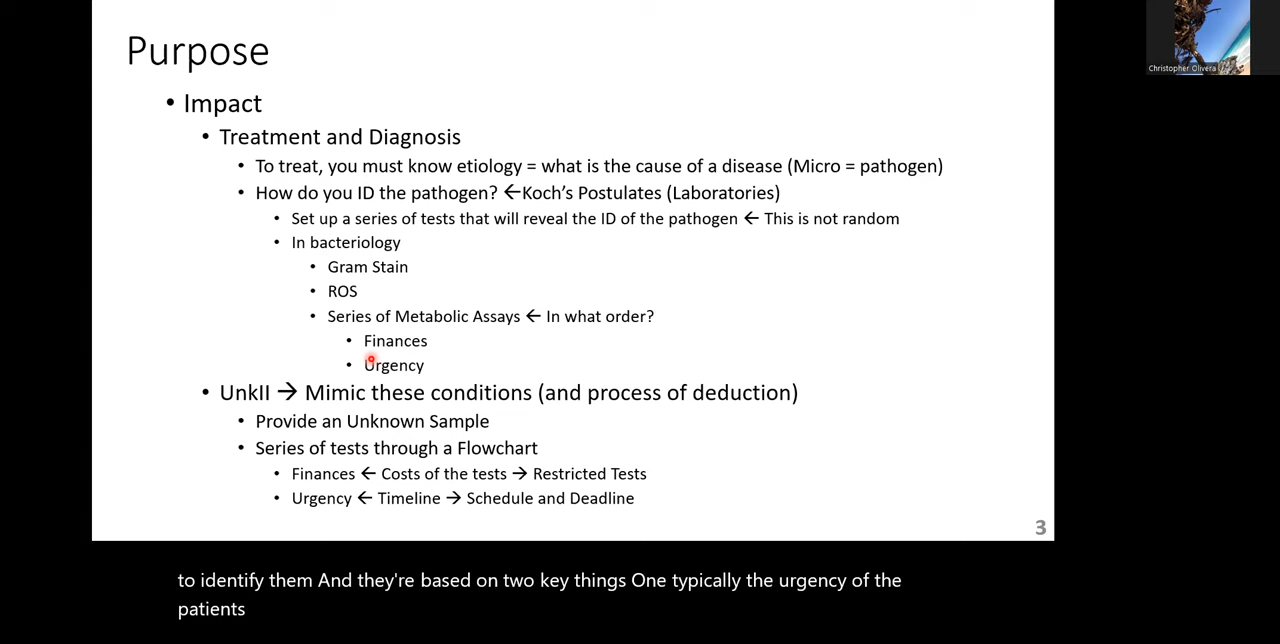 Purpose
• Impact
• Treatment and Diagnosis
• To treat, you must know etiology = what is the cause of a disease (Micro = pathogen)
• How do you ID the pathogen? ←Koch's Postulates (Laboratories)
• Set up a series of tests that will reveal the ID of the pathogen ← This is not random
• In bacteriology
• Gram Stain
• ROS
• Series of Metabolic Assays ← In what order?
• Finances
• Urgency
• UnkII → Mimic these conditions (and process of deduction)
• Provide an Unknown Sample
• Series of tests through a Flowchart
• Finances ← Costs of the tests → Restricted Tests
• Urgency ← Timeline → Schedule and Deadline
3
Christopher Olivera
to identify them And they're based on two key things One typically the urgency of the
patients